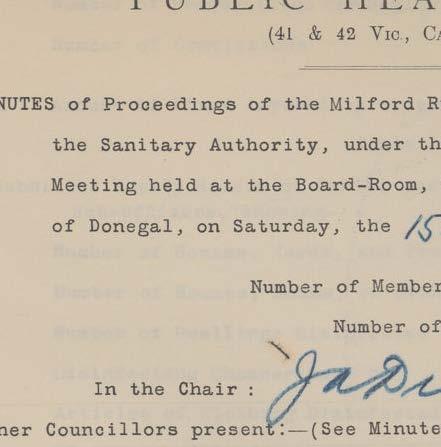 PUBLIC HEA
(41 & 42 Vic., CA
NUTES of Proceedings of the Milford R
the Sanitary Authority, under th
Meeting held at the Board-Room,
of Donegal, on Saturday, the 15
Number of Member
Number of
In the Chair :
ner Councillors present:—(See Minute